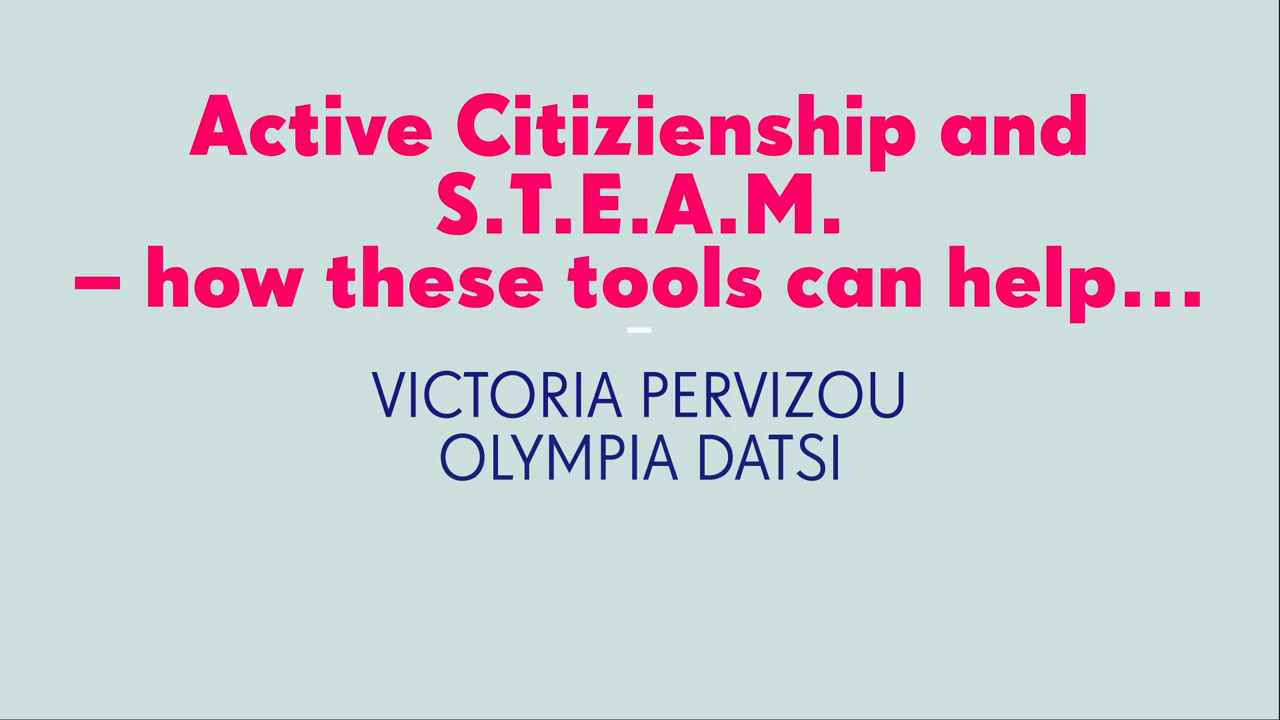 Active Citizienship and
S.T.E.A.M.
– how these tools can help...
VICTORIA PERVIZOU
OLYMPIA DATSI